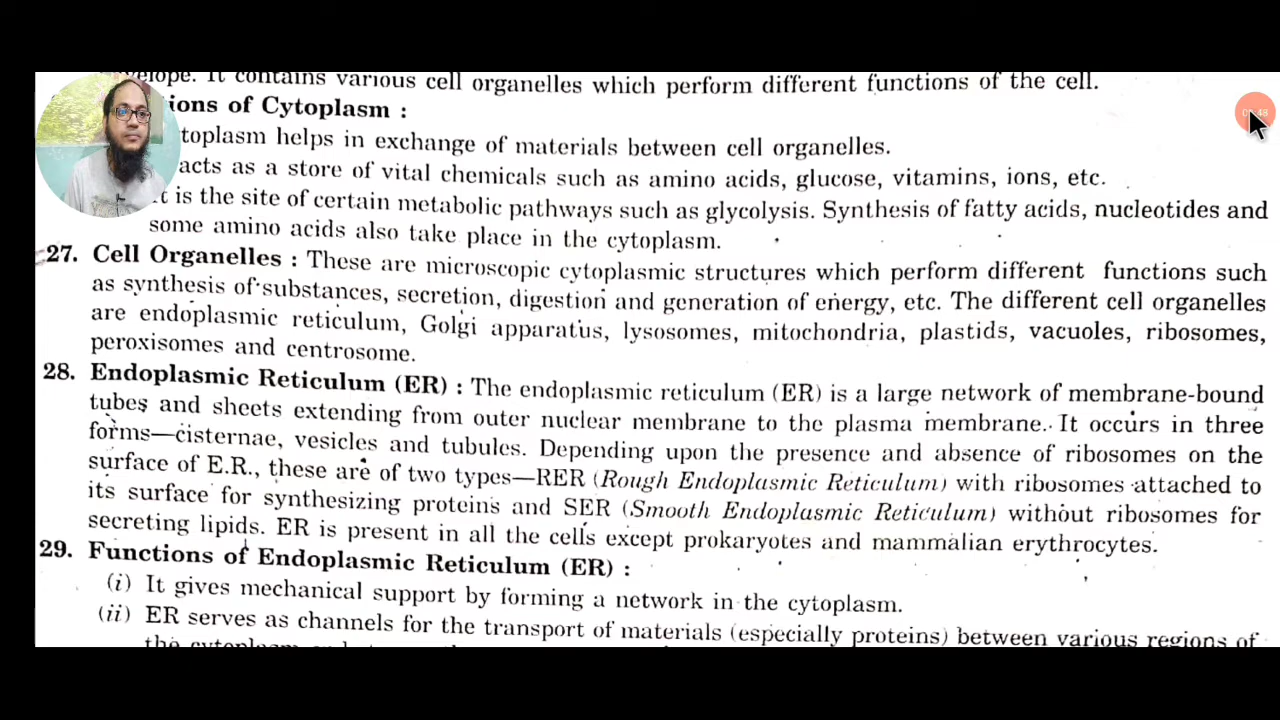 velope. It contains various cell organelles which perform different functions of the cell.
ions of Cytoplasm :
toplasm helps in exchange of materials between cell organelles.
acts as a store of vital chemicals such as amino acids, glucose, vitamins, ions, etc.
t is the site of certain metabolic pathways such as glycolysis. Synthesis of fatty acids, nucleotides and
some amino acids also take place in the cytoplasm.
27. Cell Organelles : These are microscopic cytoplasmic structures which perform different functions such
as synthesis of substances, secretion, digestion and generation of energy, etc. The different cell organelles
are endoplasmic reticulum, Golgi apparatus, lysosomes, mitochondria, plastids, vacuoles, ribosomes,
peroxisomes and centrosome.
28. Endoplasmic Reticulum (ER) : The endoplasmic reticulum (ER) is a large network of membrane-bound
tubes and sheets extending from outer nuclear membrane to the plasma membrane. It occurs in three
forms—cisternae, vesicles and tubules. Depending upon the presence and absence of ribosomes on the
surface of E.R., these are of two types—RER (Rough Endoplasmic Reticulum) with ribosomes attached to
its surface for synthesizing proteins and SER (Smooth Endoplasmic Reticulum) without ribosomes for
secreting lipids. ER is present in all the cells except prokaryotes and mammalian erythrocytes.
29. Functions of Endoplasmic Reticulum (ER) :
(i) It gives mechanical support by forming a network in the cytoplasm.
(ii) ER serves as channels for the transport of materials (especially proteins) between various regions of
the cytoplasm and